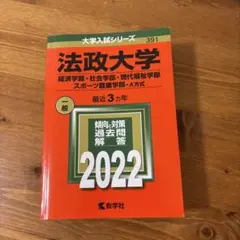 大学入試シリーズ
391
法政大学
経済学部・社会学部・現代福祉学部
スポーツ健康学部-A方式
一般
最近3カ年
傾向と対策
過去問
解答
2022
教学社